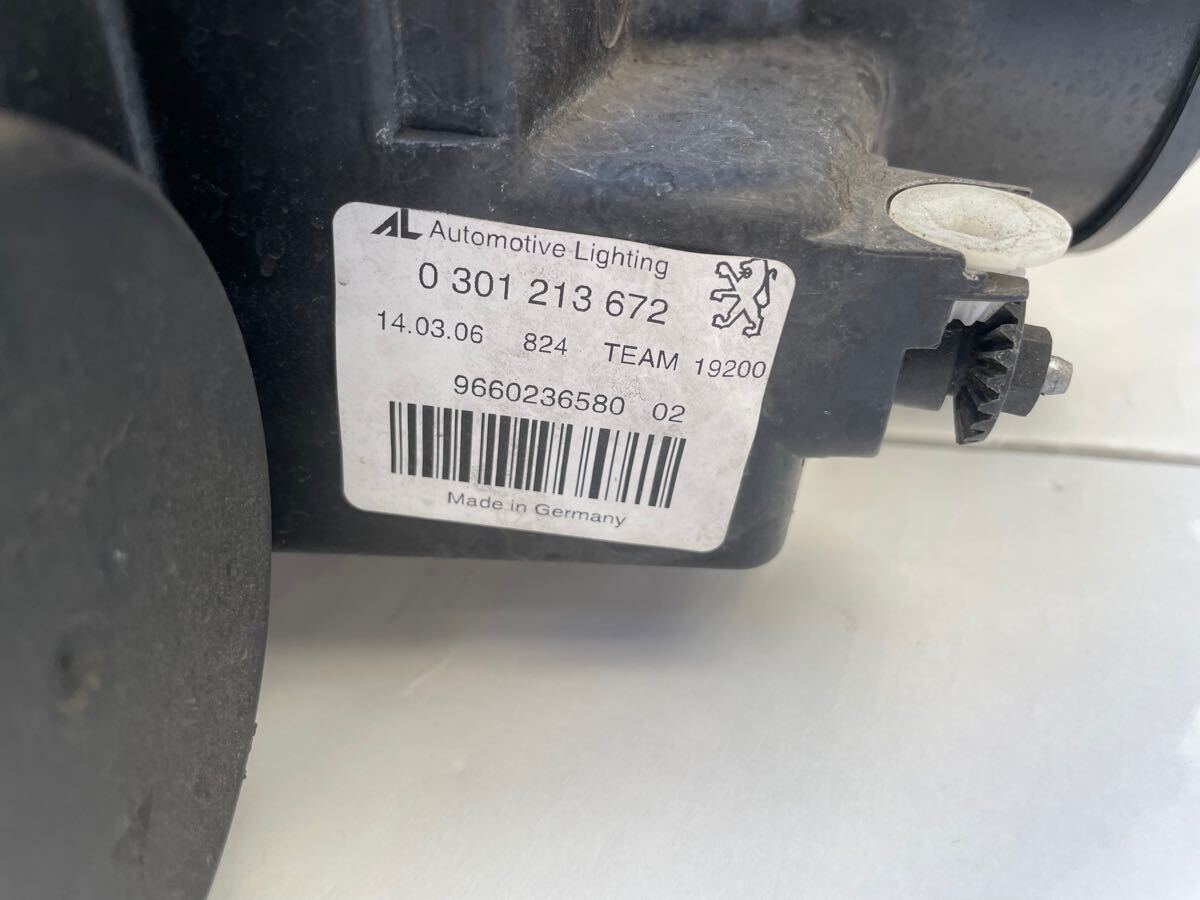 AL Automotive Lighting
0 301 213 672
14.03.06 824 TEAM 19200
9660236580 02
Made in Germany